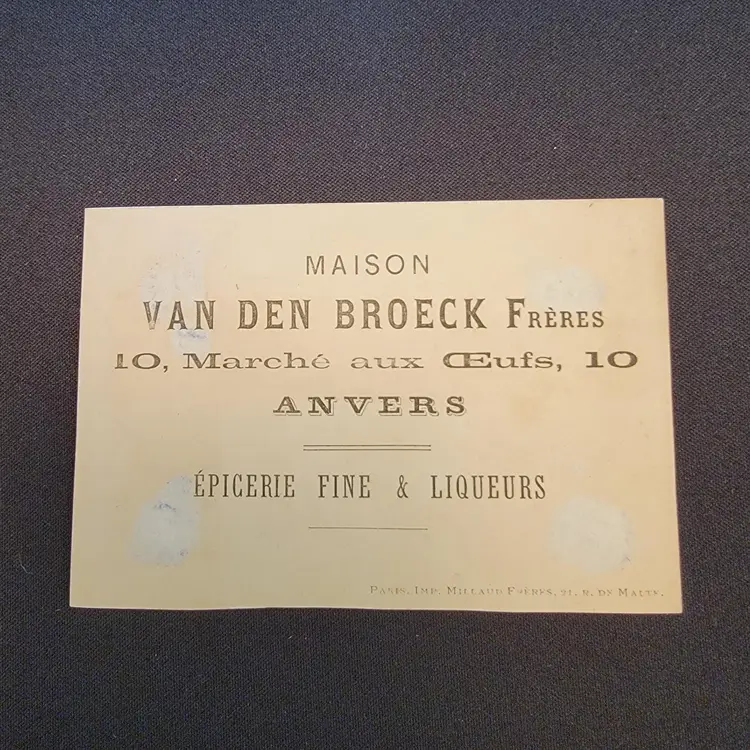 MAISON
VAN DEN BROECK FRÈRES
10, Marché aux Œufs, 10
ANVERS
ÉPICERIE FINE & LIQUEURS
PARIS, IMP. MILLAUD FRÈRES, 21, R. DE MALTE.